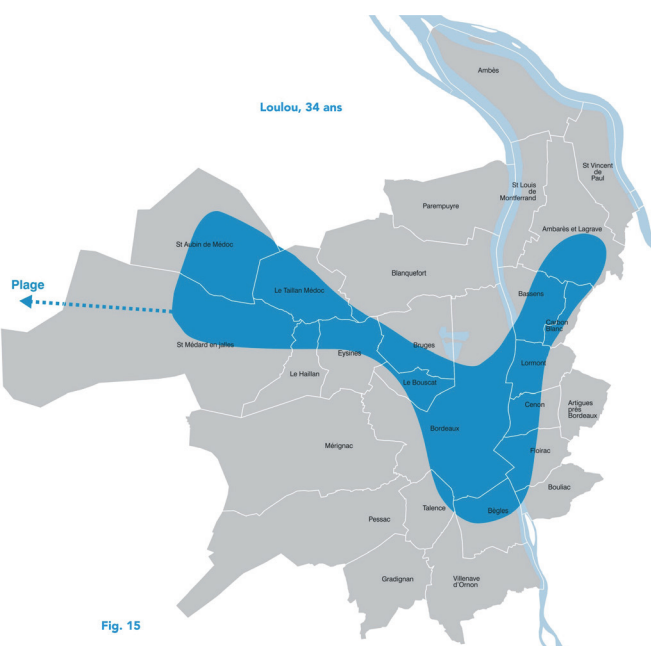 Ambès
Loulou, 34 ans
St Vincent
de
Paul
St Louis
de
Montferrand
Parempuyre
Ambarès et Lagrave
St Aubin de Médoc
Blanquefort
Plage
Le Taillan Médoc
Bassens
Carbon
Blanc
St Médard en jalles
Eysines
Bruges
Lormont
Le Haillan
Le Bouscat
Cenon
Artigues
près
Bordeaux
Bordeaux
Mérignac
Floirac
Bouliac
Talence
Bègles
Pessac
Gradignan
Villenave
d'Ornon
Fig. 15